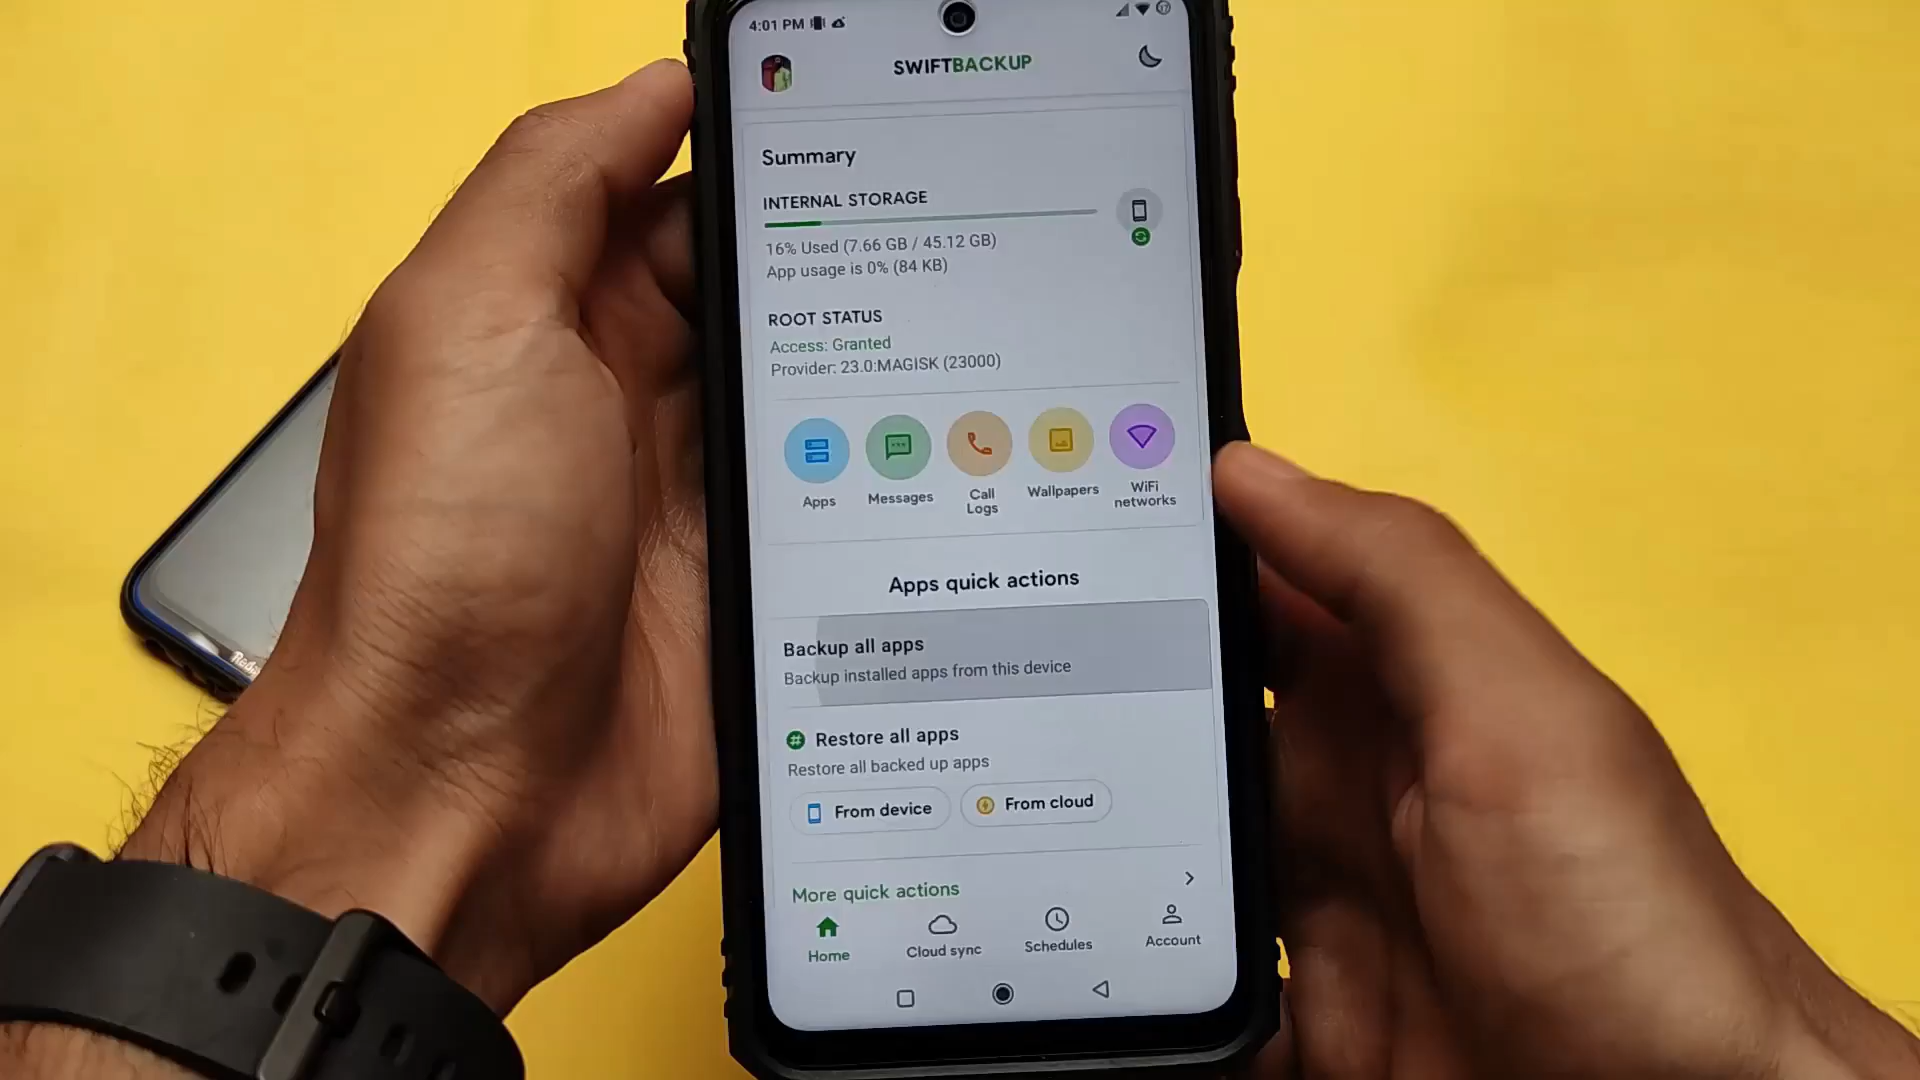 4:01 PM
SWIFTBACKUP
Summary
INTERNAL STORAGE
16% Used (7.66 GB / 45.12 GB)
App usage is 0% (84 KB)
ROOT STATUS
Access: Granted
Provider: 23.0:MAGISK (23000)
Apps
Messages
Call
Logs
Wallpapers
WiFi
networks
Apps quick actions
Backup all apps
Backup installed apps from this device
Restore all apps
Restore all backed up apps
From device
From cloud
More quick actions
Home
Cloud sync
Schedules
Account